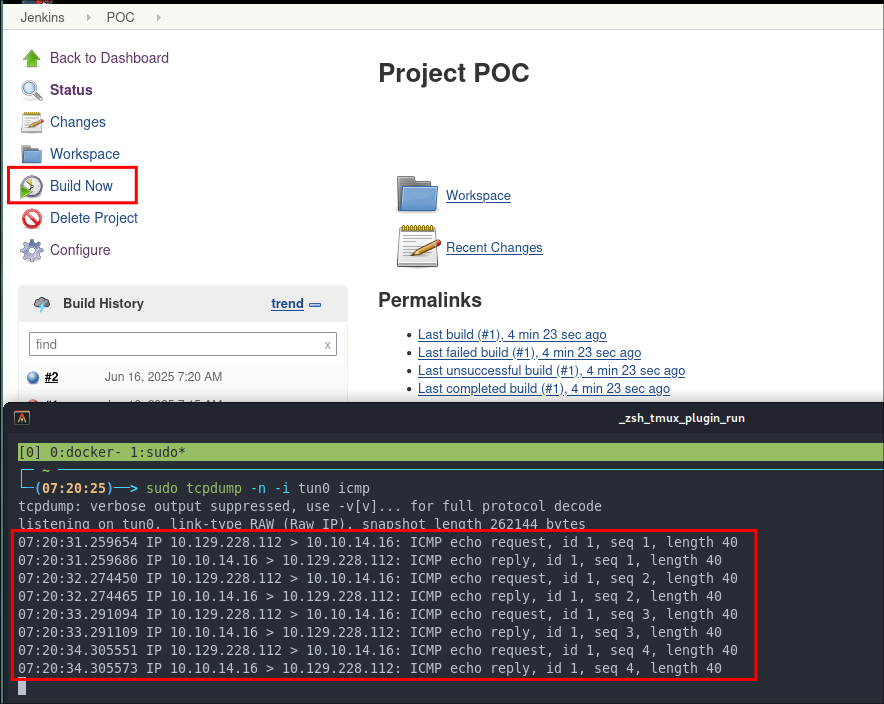 Jenkins POC
Back to Dashboard
Status
Changes
Workspace
Build Now
Delete Project
Configure
Project POC
Workspace
Recent Changes
Build History trend
find x
#2 Jun 16, 2025 7:20 AM
Permalinks
Last build (#1), 4 min 23 sec ago
Last failed build (#1), 4 min 23 sec ago
Last unsuccessful build (#1), 4 min 23 sec ago
Last completed build (#1), 4 min 23 sec ago
_zsh_tmux_plugin_run
[0] 0:docker- 1:sudo*
~
(07:20:25)──> sudo tcpdump -n -i tun0 icmp
tcpdump: verbose output suppressed, use -v[v]... for full protocol decode
listening on tun0, link-type RAW (Raw IP), snapshot length 262144 bytes
07:20:31.259654 IP 10.129.228.112 > 10.10.14.16: ICMP echo request, id 1, seq 1, length 40
07:20:31.259686 IP 10.10.14.16 > 10.129.228.112: ICMP echo reply, id 1, seq 1, length 40
07:20:32.274450 IP 10.129.228.112 > 10.10.14.16: ICMP echo request, id 1, seq 2, length 40
07:20:32.274465 IP 10.10.14.16 > 10.129.228.112: ICMP echo reply, id 1, seq 2, length 40
07:20:33.291094 IP 10.129.228.112 > 10.10.14.16: ICMP echo request, id 1, seq 3, length 40
07:20:33.291109 IP 10.10.14.16 > 10.129.228.112: ICMP echo reply, id 1, seq 3, length 40
07:20:34.305551 IP 10.129.228.112 > 10.10.14.16: ICMP echo request, id 1, seq 4, length 40
07:20:34.305573 IP 10.10.14.16 > 10.129.228.112: ICMP echo reply, id 1, seq 4, length 40